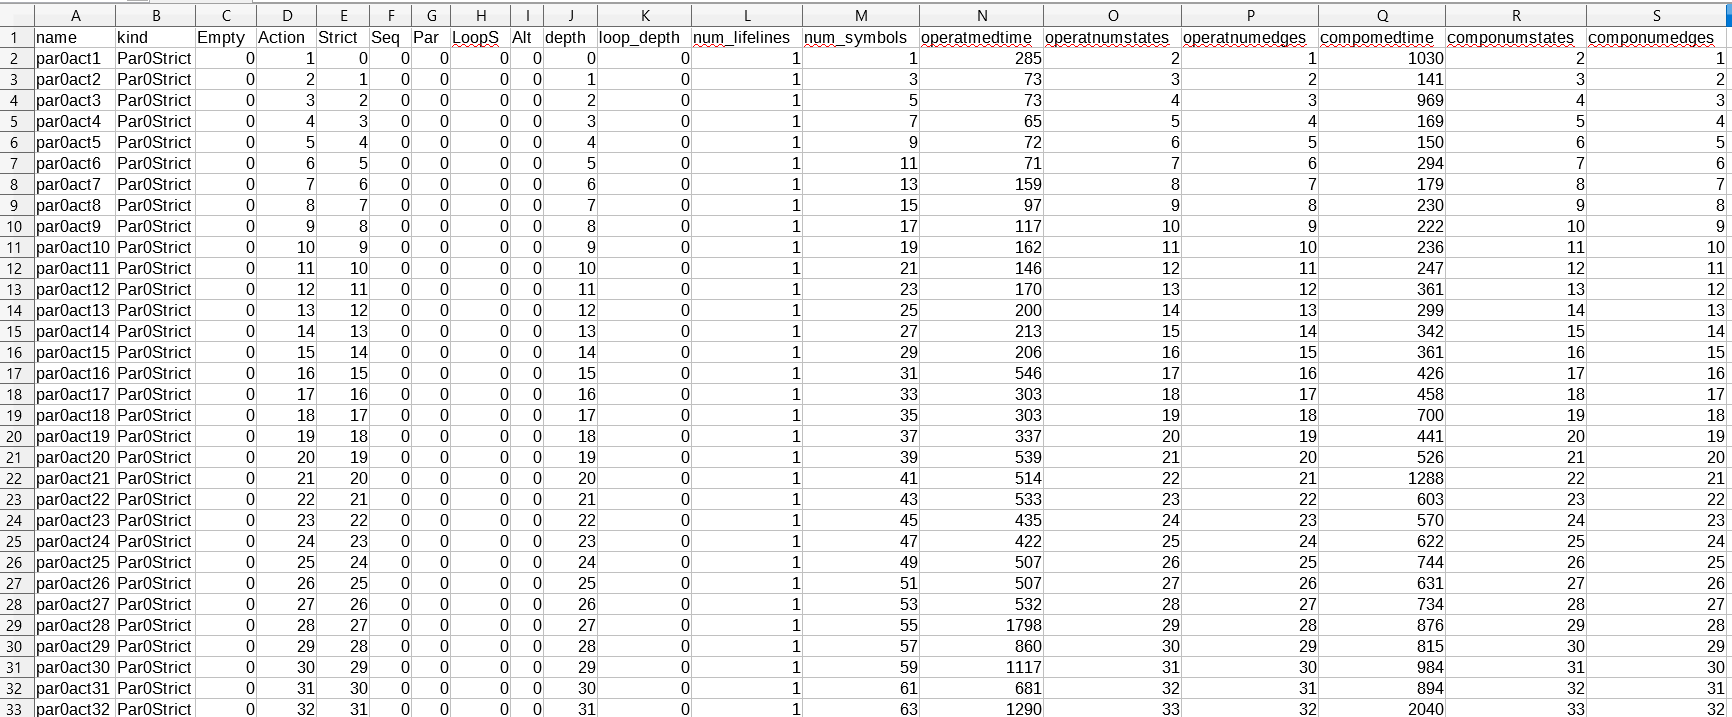 A B C D E F G H I J K L M N O P Q R S
1 name kind Empty Action Strict Seq Par LoopS Alt depth loop_depth num_lifelines num_symbols operatmedtime operatnumstates operatnumedges compomedtime componumstates componumedges
2 par0act1 Par0Strict 0 1 0 0 0 0 0 0 0 1 1 285 2 1 1030 2 1
3 par0act2 Par0Strict 0 2 1 0 0 0 0 1 0 1 3 73 3 2 141 3 2
4 par0act3 Par0Strict 0 3 2 0 0 0 0 2 0 1 5 73 4 3 969 4 3
5 par0act4 Par0Strict 0 4 3 0 0 0 0 3 0 1 7 65 5 4 169 5 4
6 par0act5 Par0Strict 0 5 4 0 0 0 0 4 0 1 9 72 6 5 150 6 5
7 par0act6 Par0Strict 0 6 5 0 0 0 0 5 0 1 11 71 7 6 294 7 6
8 par0act7 Par0Strict 0 7 6 0 0 0 0 6 0 1 13 159 8 7 179 8 7
9 par0act8 Par0Strict 0 8 7 0 0 0 0 7 0 1 15 97 9 8 230 9 8
10 par0act9 Par0Strict 0 9 8 0 0 0 0 8 0 1 17 117 10 9 222 10 9
11 par0act10 Par0Strict 0 10 9 0 0 0 0 9 0 1 19 162 11 10 236 11 10
12 par0act11 Par0Strict 0 11 10 0 0 0 0 10 0 1 21 146 12 11 247 12 11
13 par0act12 Par0Strict 0 12 11 0 0 0 0 11 0 1 23 170 13 12 361 13 12
14 par0act13 Par0Strict 0 13 12 0 0 0 0 12 0 1 25 200 14 13 299 14 13
15 par0act14 Par0Strict 0 14 13 0 0 0 0 13 0 1 27 213 15 14 342 15 14
16 par0act15 Par0Strict 0 15 14 0 0 0 0 14 0 1 29 206 16 15 361 16 15
17 par0act16 Par0Strict 0 16 15 0 0 0 0 15 0 1 31 546 17 16 426 17 16
18 par0act17 Par0Strict 0 17 16 0 0 0 0 16 0 1 33 303 18 17 458 18 17
19 par0act18 Par0Strict 0 18 17 0 0 0 0 17 0 1 35 303 19 18 700 19 18
20 par0act19 Par0Strict 0 19 18 0 0 0 0 18 0 1 37 337 20 19 441 20 19
21 par0act20 Par0Strict 0 20 19 0 0 0 0 19 0 1 39 539 21 20 526 21 20
22 par0act21 Par0Strict 0 21 20 0 0 0 0 20 0 1 41 514 22 21 1288 22 21
23 par0act22 Par0Strict 0 22 21 0 0 0 0 21 0 1 43 533 23 22 603 23 22
24 par0act23 Par0Strict 0 23 22 0 0 0 0 22 0 1 45 435 24 23 570 24 23
25 par0act24 Par0Strict 0 24 23 0 0 0 0 23 0 1 47 422 25 24 622 25 24
26 par0act25 Par0Strict 0 25 24 0 0 0 0 24 0 1 49 507 26 25 744 26 25
27 par0act26 Par0Strict 0 26 25 0 0 0 0 25 0 1 51 507 27 26 631 27 26
28 par0act27 Par0Strict 0 27 26 0 0 0 0 26 0 1 53 532 28 27 734 28 27
29 par0act28 Par0Strict 0 28 27 0 0 0 0 27 0 1 55 1798 29 28 876 29 28
30 par0act29 Par0Strict 0 29 28 0 0 0 0 28 0 1 57 860 30 29 815 30 29
31 par0act30 Par0Strict 0 30 29 0 0 0 0 29 0 1 59 1117 31 30 984 31 30
32 par0act31 Par0Strict 0 31 30 0 0 0 0 30 0 1 61 681 32 31 894 32 31
33 par0act32 Par0Strict 0 32 31 0 0 0 0 31 0 1 63 1290 33 32 2040 33 32